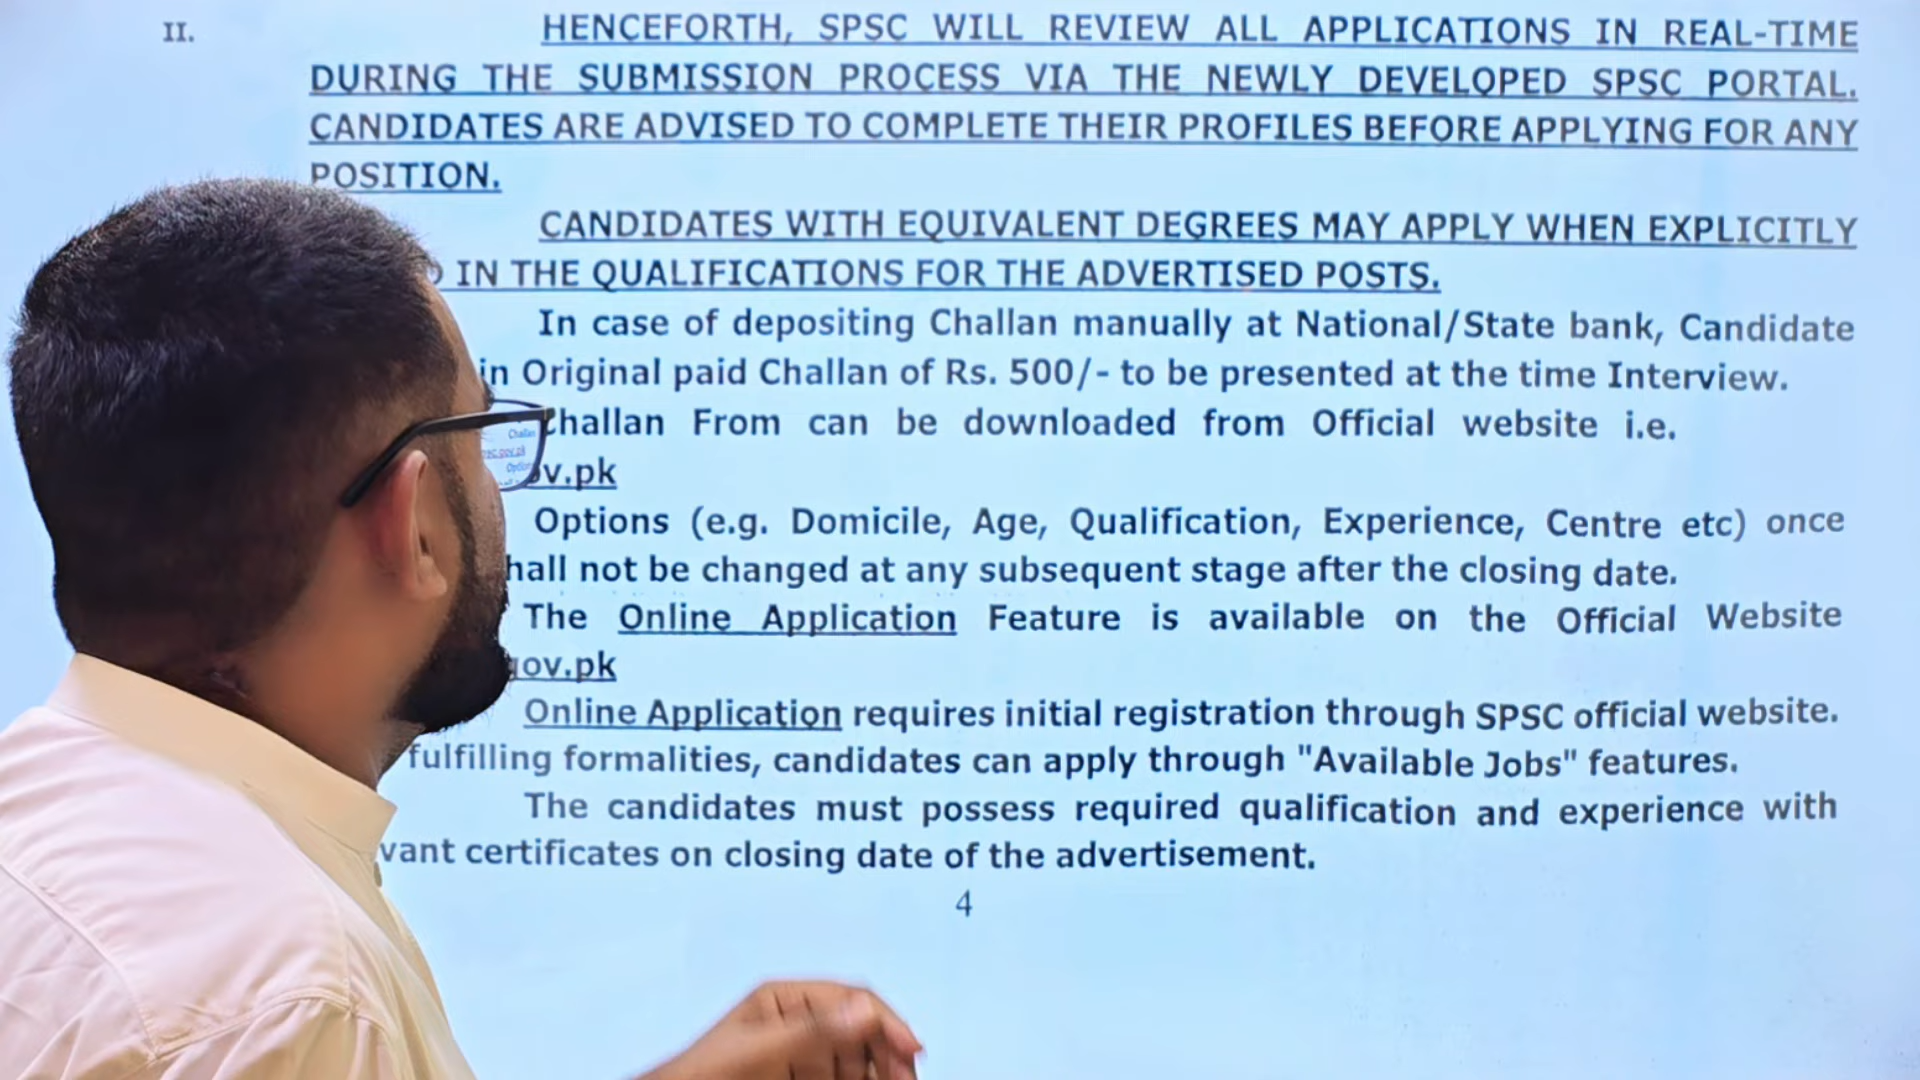 II. HENCEFORTH, SPSC WILL REVIEW ALL APPLICATIONS IN REAL-TIME
DURING THE SUBMISSION PROCESS VIA THE NEWLY DEVELOPED SPSC PORTAL.
CANDIDATES ARE ADVISED TO COMPLETE THEIR PROFILES BEFORE APPLYING FOR ANY
POSITION.
CANDIDATES WITH EQUIVALENT DEGREES MAY APPLY WHEN EXPLICITLY
IN THE QUALIFICATIONS FOR THE ADVERTISED POSTS.
In case of depositing Challan manually at National/State bank, Candidate
in Original paid Challan of Rs. 500/- to be presented at the time Interview.
Challan From can be downloaded from Official website i.e.
ov.pk
Options (e.g. Domicile, Age, Qualification, Experience, Centre etc) once
hall not be changed at any subsequent stage after the closing date.
The Online Application Feature is available on the Official Website
gov.pk
Online Application requires initial registration through SPSC official website.
fulfilling formalities, candidates can apply through "Available Jobs" features.
The candidates must possess required qualification and experience with
vant certificates on closing date of the advertisement.
4